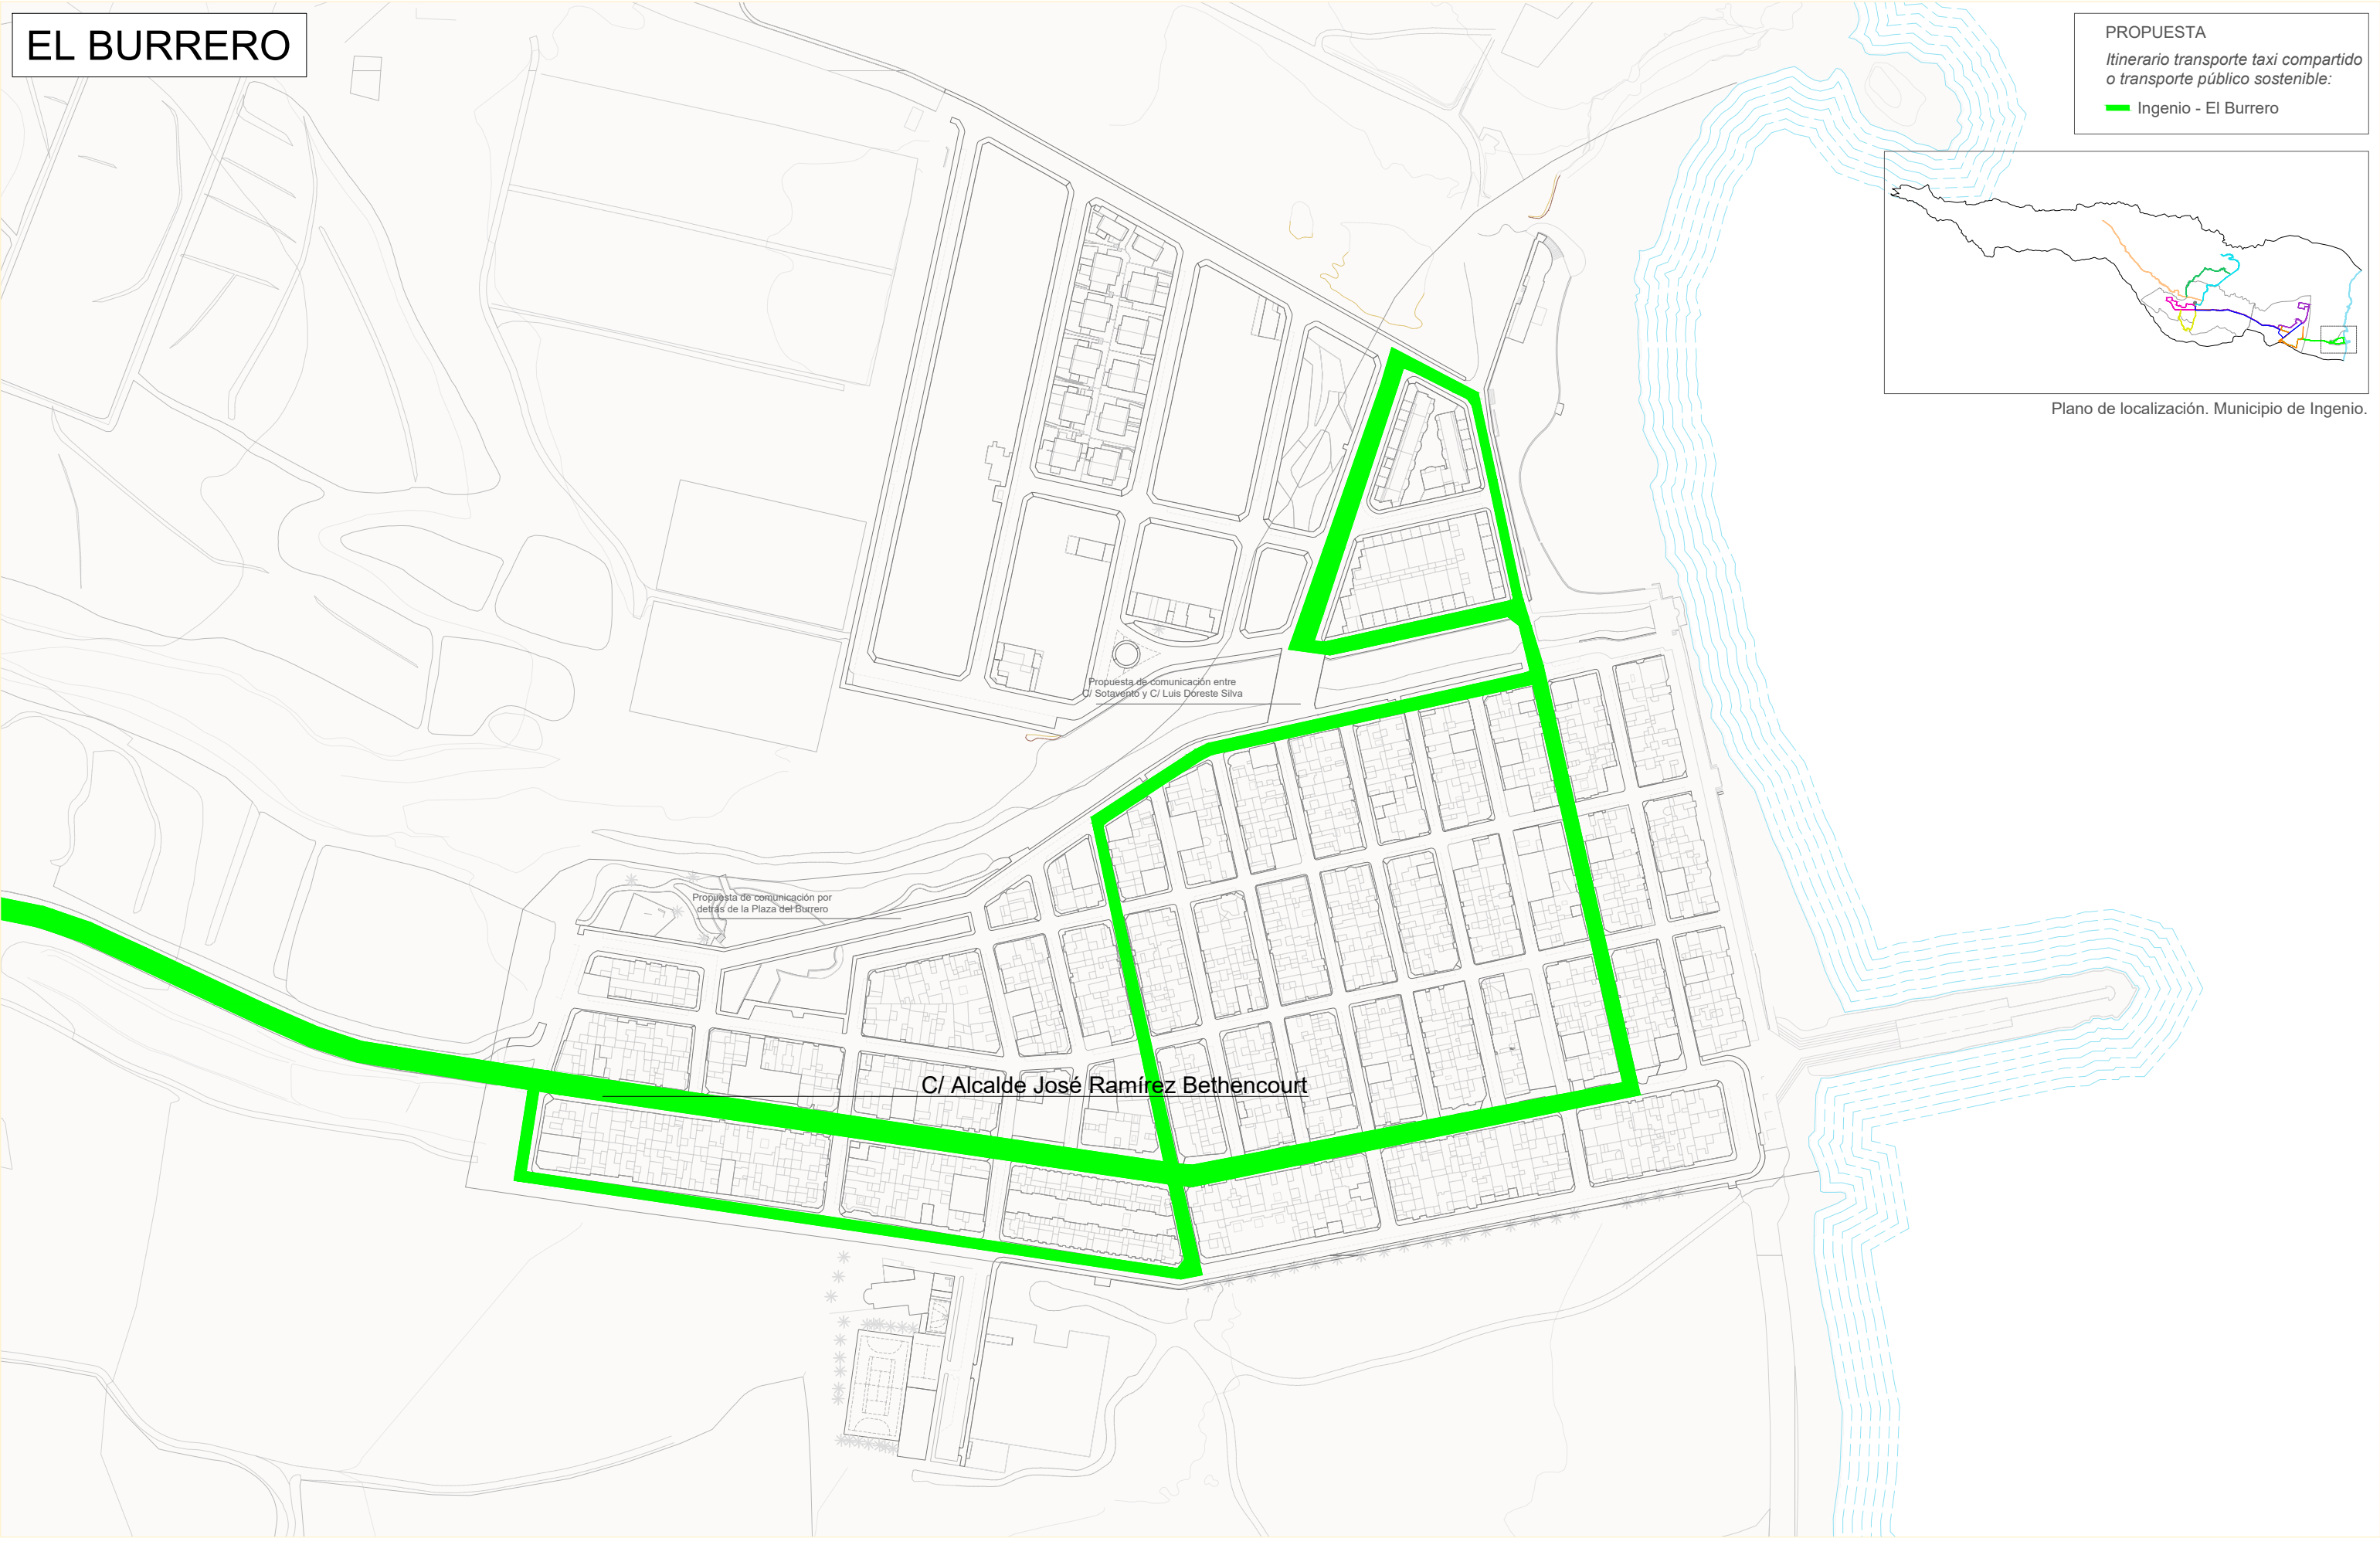 EL BURRERO
PROPUESTA
Itinerario transporte taxi compartido
o transporte público sostenible:
Ingenio - El Burrero
Plano de localización. Municipio de Ingenio.
Propuesta de comunicación entre
C/ Sotavento y C/ Luis Doreste Silva
Propuesta de comunicación por
detrás de la Plaza del Burrero
C/ Alcalde José Ramírez Bethencourt